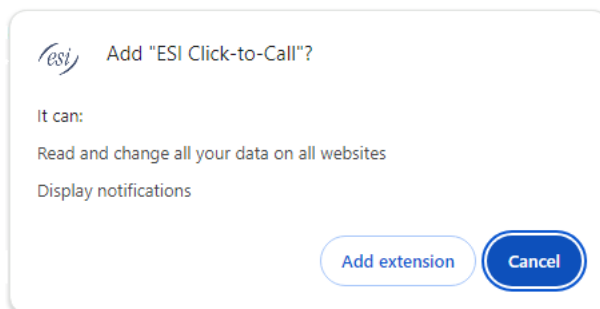 esi
Add "ESI Click-to-Call"?
It can:
Read and change all your data on all websites
Display notifications
Add extension
Cancel